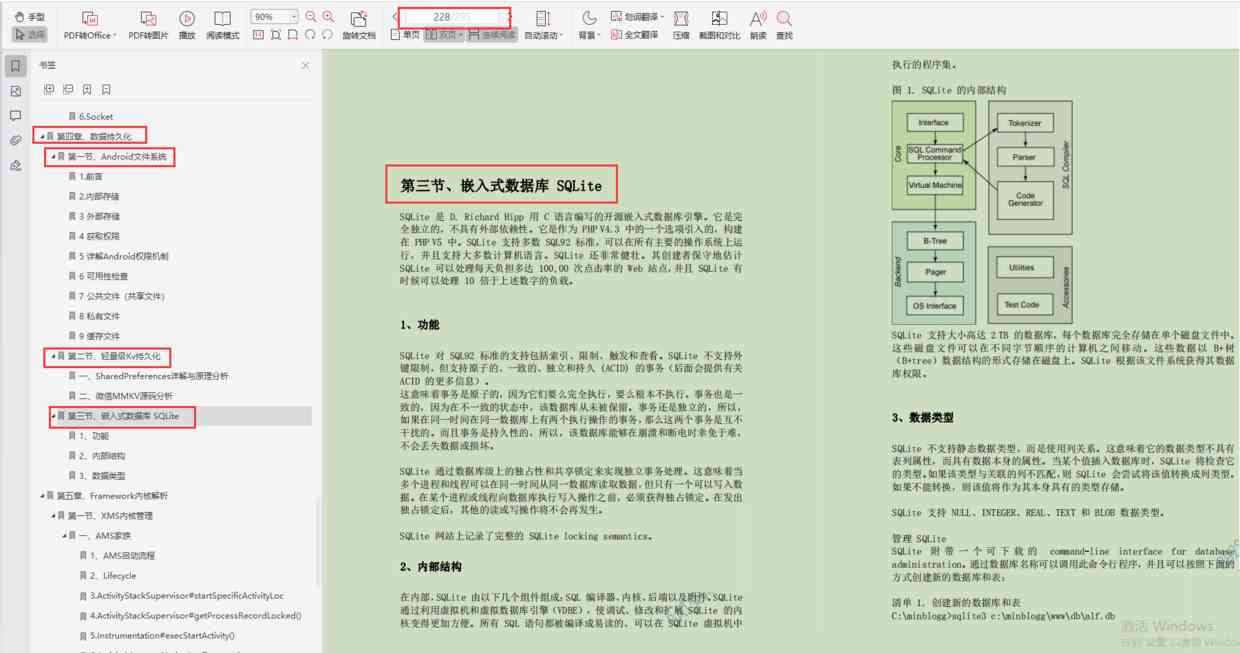 手型
选择
PDF转Office
PDF转图片
播放
阅读模式
90%
旋转文档
228
单页
双页
连续阅读
自动滚动
背景
划词翻译
全文翻译
压缩
截图和对比
朗读
查找
书签
6.Socket
第四章、数据持久化
第一节、Android文件系统
1.前言
2.内部存储
3 外部存储
4 获取权限
5 详解Android权限机制
6 可用性检查
7 公共文件（共享文件）
8 私有文件
9 缓存文件
第二节、轻量级Kv持久化
一、SharedPreferences详解与原理分析
二、微信MMKV源码分析
第三节、嵌入式数据库 SQLite
1、功能
2、内部结构
3、数据类型
第五章、Framework内核解析
第一节、XMS内核管理
一、AMS家族
1、AMS启动流程
2、Lifecycle
3.ActivityStackSupervisor#startSpecificActivityLoc
4.ActivityStackSupervisor#getProcessRecordLocked()
5.Instrumentation#execStartActivity()
第三节、嵌入式数据库 SQLite
SQLite 是 D. Richard Hipp 用 C 语言编写的开源嵌入式数据库引擎。它是完
全独立的，不具有外部依赖性。它是作为 PHP V4.3 中的一个选项引入的，构建
在 PHP V5 中。SQLite 支持多数 SQL92 标准，可以在所有主要的操作系统上运
行，并且支持大多数计算机语言。SQLite 还非常健壮。其创建者保守地估计
SQLite 可以处理每天负担多达 100,00 次点击率的 Web 站点，并且 SQLite 有
时候可以处理 10 倍于上述数字的负载。
1、功能
SQLite 对 SQL92 标准的支持包括索引、限制、触发和查看。SQLite 不支持外
键限制，但支持原子的、一致的、独立和持久 (ACID) 的事务（后面会提供有关
ACID 的更多信息）。
这意味着事务是原子的，因为它们要么完全执行，要么根本不执行。事务也是一
致的，因为在不一致的状态中，该数据库从未被保留。事务还是独立的，所以，
如果在同一时间在同一数据库上有两个执行操作的事务，那么这两个事务是互不
干扰的。而且事务是持久性的，所以，该数据库能够在崩溃和断电时幸免于难，
不会丢失数据或损坏。
SQLite 通过数据库级上的独占性和共享锁定来实现独立事务处理。这意味着当
多个进程和线程可以在同一时间从同一数据库读取数据，但只有一个可以写入数
据。在某个进程或线程向数据库执行写入操作之前，必须获得独占锁定。在发出
独占锁定后，其他的读或写操作将不会再发生。
SQLite 网站上记录了完整的 SQLite locking semantics。
2、内部结构
在内部，SQLite 由以下几个组件组成：SQL 编译器、内核、后端以及附件。SQLite
通过利用虚拟机和虚拟数据库引擎（VDBE），使调试、修改和扩展 SQLite 的内
核变得更加方便。所有 SQL 语句都被编译成易读的、可以在 SQLite 虚拟机中
执行的程序集。
图 1. SQLite 的内部结构
Core
Interface
SQL Command
Processor
Virtual Machine
SQL Compiler
Tokenizer
Parser
Code
Generator
Backend
B-Tree
Pager
OS Interface
Accessories
Utilities
Test Code
SQLite 支持大小高达 2 TB 的数据库，每个数据库完全存储在单个磁盘文件中。
这些磁盘文件可以在不同字节顺序的计算机之间移动。这些数据以 B+树
（B+tree）数据结构的形式存储在磁盘上。SQLite 根据该文件系统获得其数据
库权限。
3、数据类型
SQLite 不支持静态数据类型，而是使用列关系。这意味着它的数据类型不具有
表列属性，而具有数据本身的属性。当某个值插入数据库时，SQLite 将检查它
的类型。如果该类型与关联的列不匹配，则 SQLite 会尝试将该值转换成列类型。
如果不能转换，则该值将作为其本身具有的类型存储。
SQLite 支持 NULL、INTEGER、REAL、TEXT 和 BLOB 数据类型。
管理 SQLite
SQLite 附带一个可下载的 command-line interface for database
administration。通过数据库名称可以调用此命令行程序，并且可以按照下面的
方式创建新的数据库和表：
清单 1. 创建新的数据库和表
C:\minblogg>sqlite3 c:\minblogg\www\db\alf.db
激活 Windows